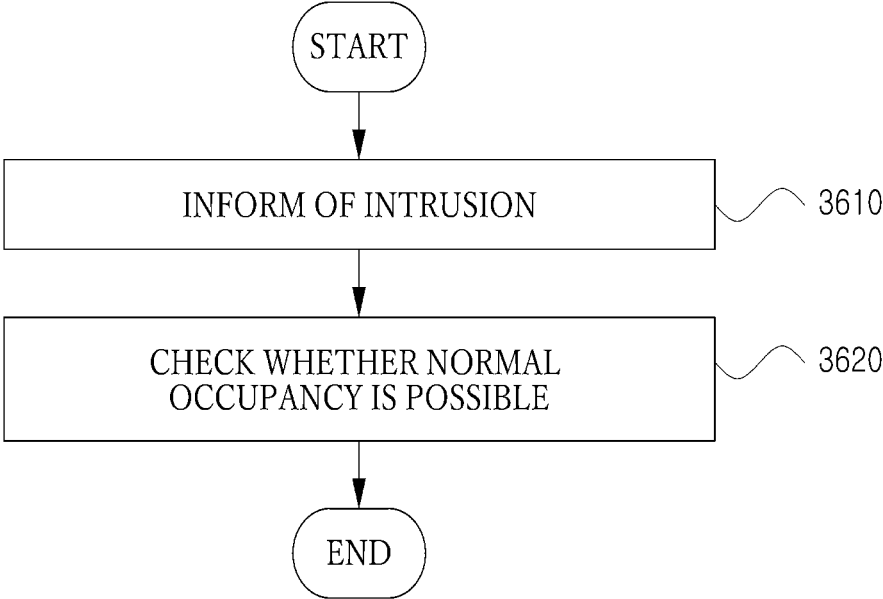 START
INFORM OF INTRUSION
3610
CHECK WHETHER NORMAL
OCCUPANCY IS POSSIBLE
3620
END